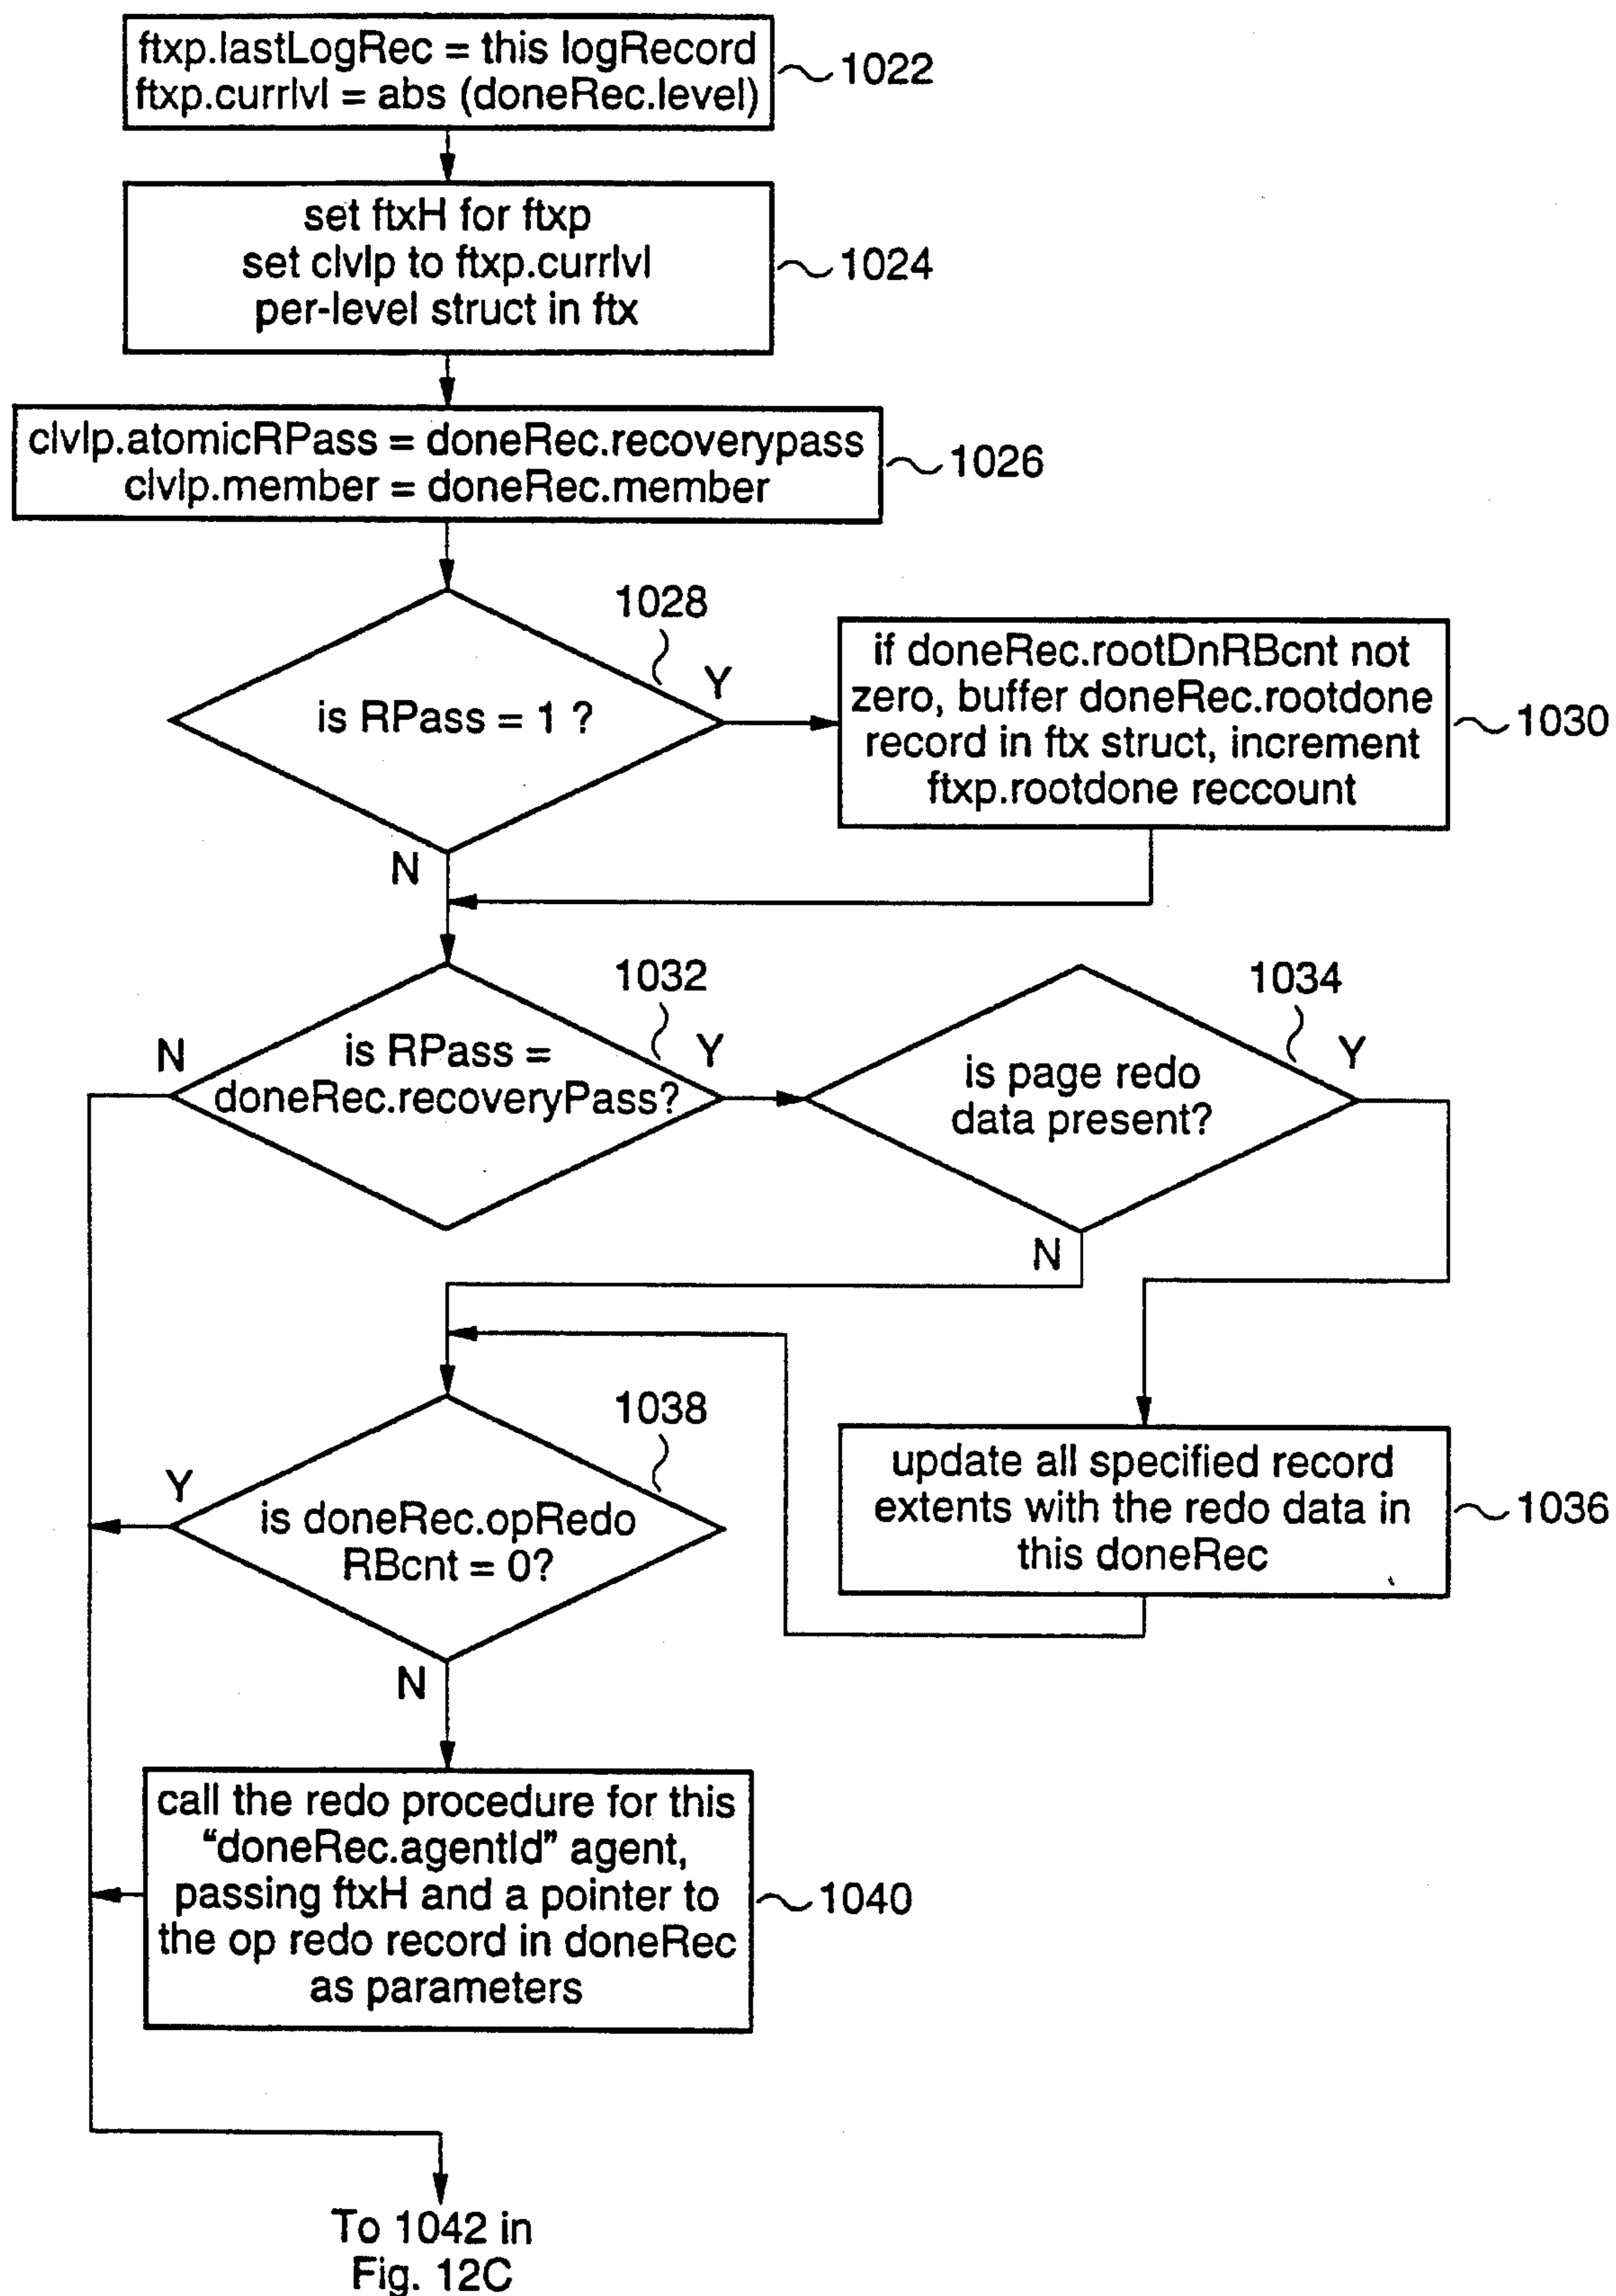 ftxp.lastLogRec = this logRecord
ftxp.currlvl = abs (doneRec.level)
1022
set ftxH for ftxp
set clvlp to ftxp.currlvl
per-level struct in ftx
1024
clvlp.atomicRPass = doneRec.recoverypass
clvlp.member = doneRec.member
1026
1028
is RPass = 1 ?
Y
N
if doneRec.rootDnRBcnt not
zero, buffer doneRec.rootdone
record in ftx struct, increment
ftxp.rootdone reccount
1030
1032
is RPass =
doneRec.recoveryPass?
N
Y
1034
is page redo
data present?
Y
N
update all specified record
extents with the redo data in
this doneRec
1036
1038
is doneRec.opRedo
RBcnt = 0?
Y
N
call the redo procedure for this
“doneRec.agentId” agent,
passing ftxH and a pointer to
the op redo record in doneRec
as parameters
1040
To 1042 in
Fig. 12C